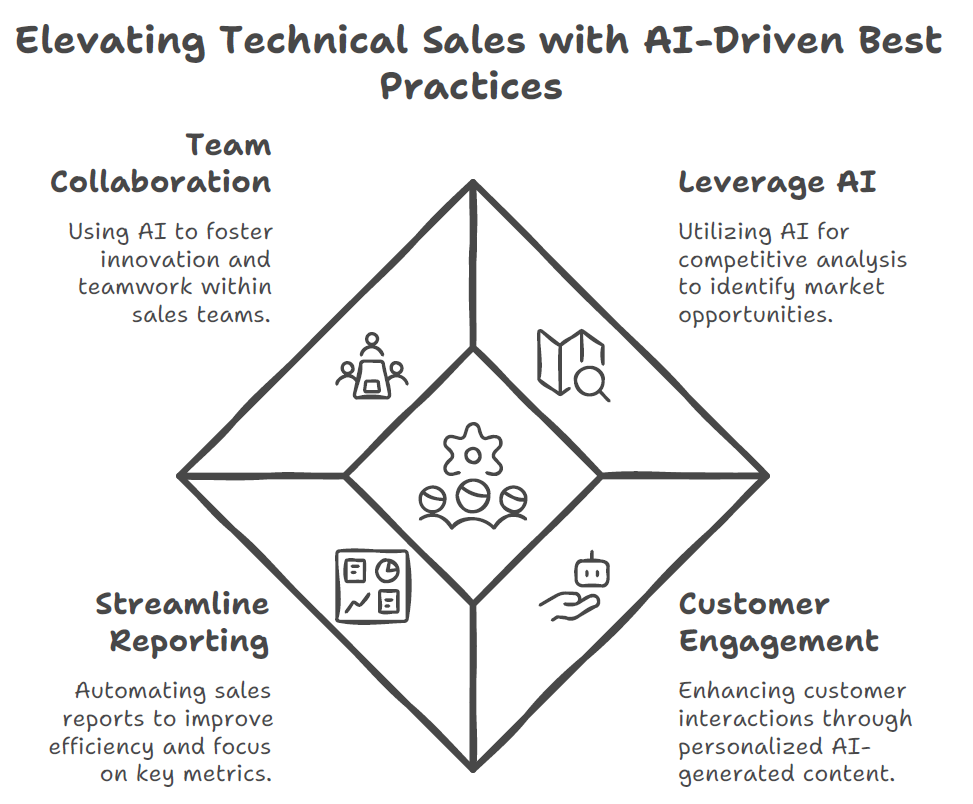 Elevating Technical Sales with AI-Driven Best
Practices
Team
Collaboration
Using AI to foster
innovation and
teamwork within
sales teams.
Leverage AI
Utilizing AI for
competitive analysis
to identify market
opportunities.
Streamline
Reporting
Automating sales
reports to improve
efficiency and focus
on key metrics.
Customer
Engagement
Enhancing customer
interactions through
personalized AI-
generated content.